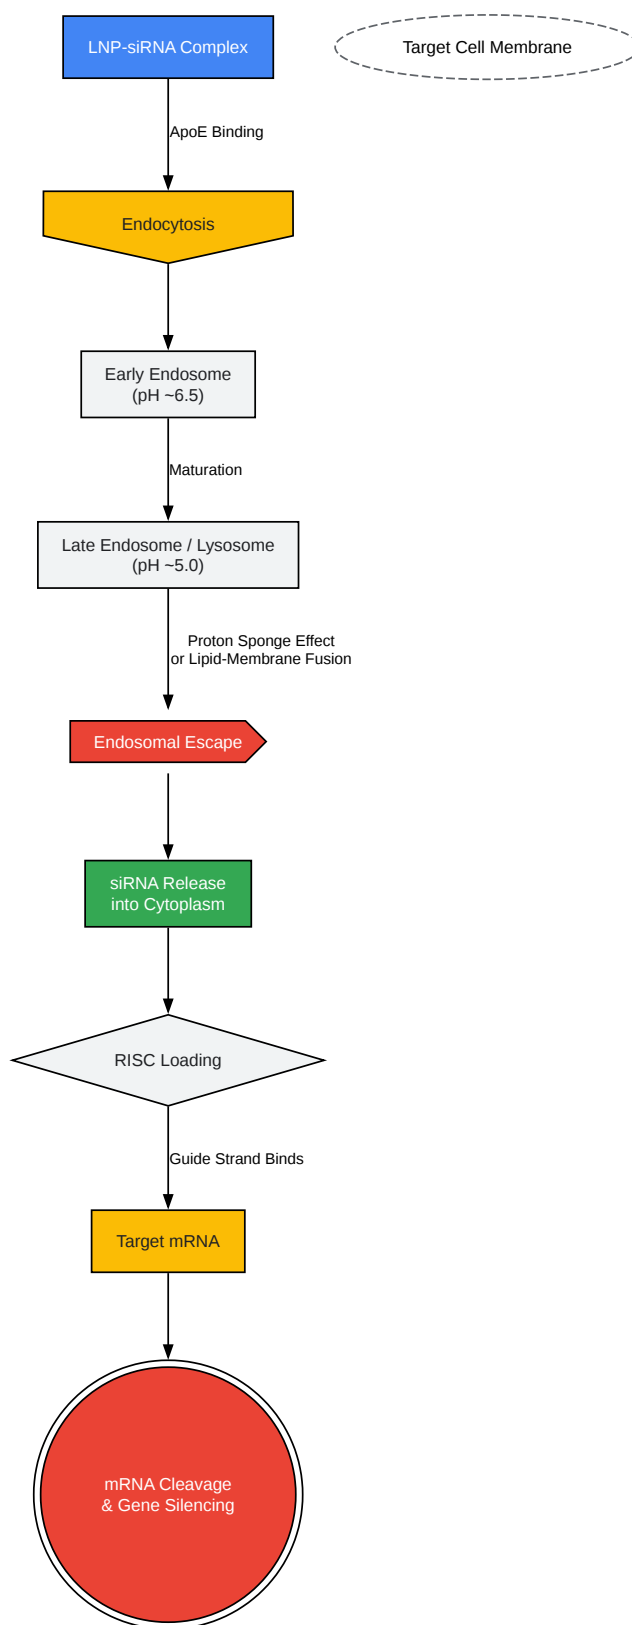 LNP-siRNA Complex
Target Cell Membrane
ApoE Binding
Endocytosis
Early Endosome
(pH ~6.5)
Maturation
Late Endosome / Lysosome
(pH ~5.0)
Proton Sponge Effect
or Lipid-Membrane Fusion
Endosomal Escape
siRNA Release
into Cytoplasm
RISC Loading
Guide Strand Binds
Target mRNA
mRNA Cleavage
& Gene Silencing